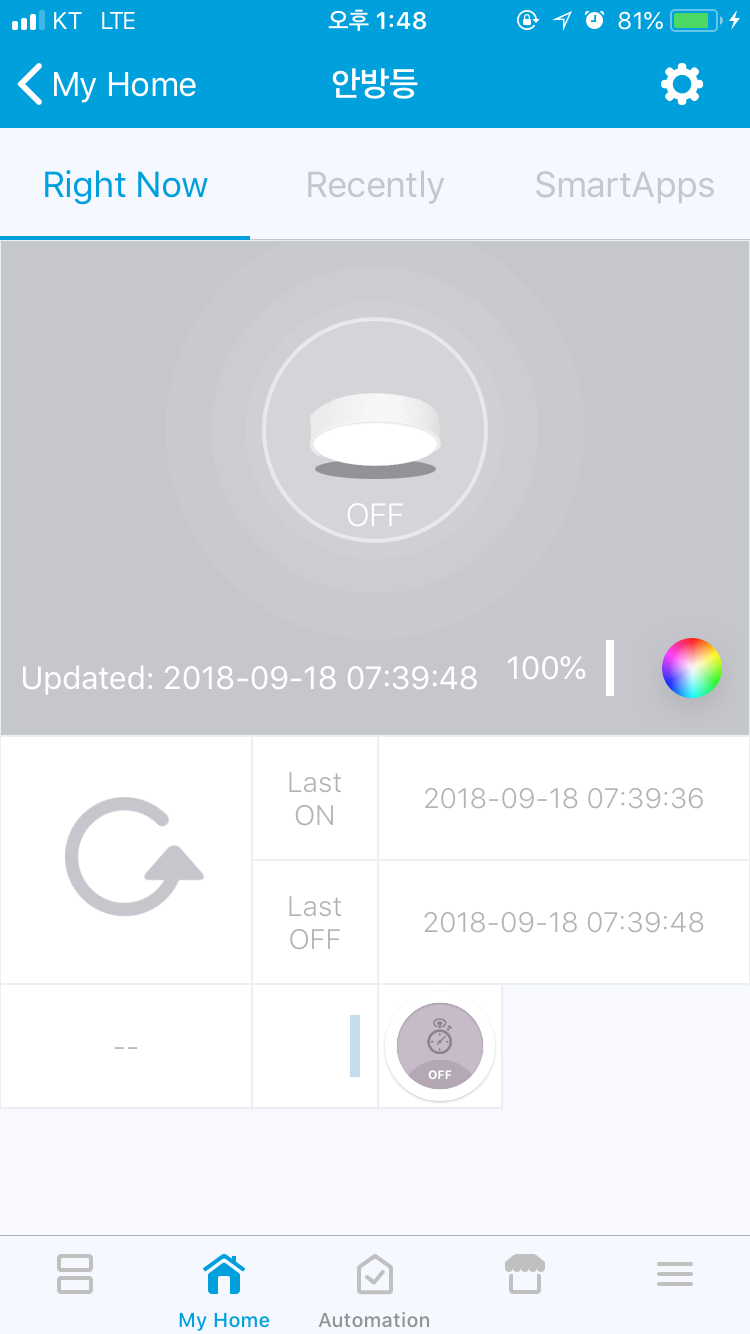 KT LTE 오후 1:48 81%
My Home 안방등
Right Now Recently SmartApps
OFF
Updated: 2018-09-18 07:39:48 100%
Last ON 2018-09-18 07:39:36
Last OFF 2018-09-18 07:39:48
--
OFF
My Home Automation